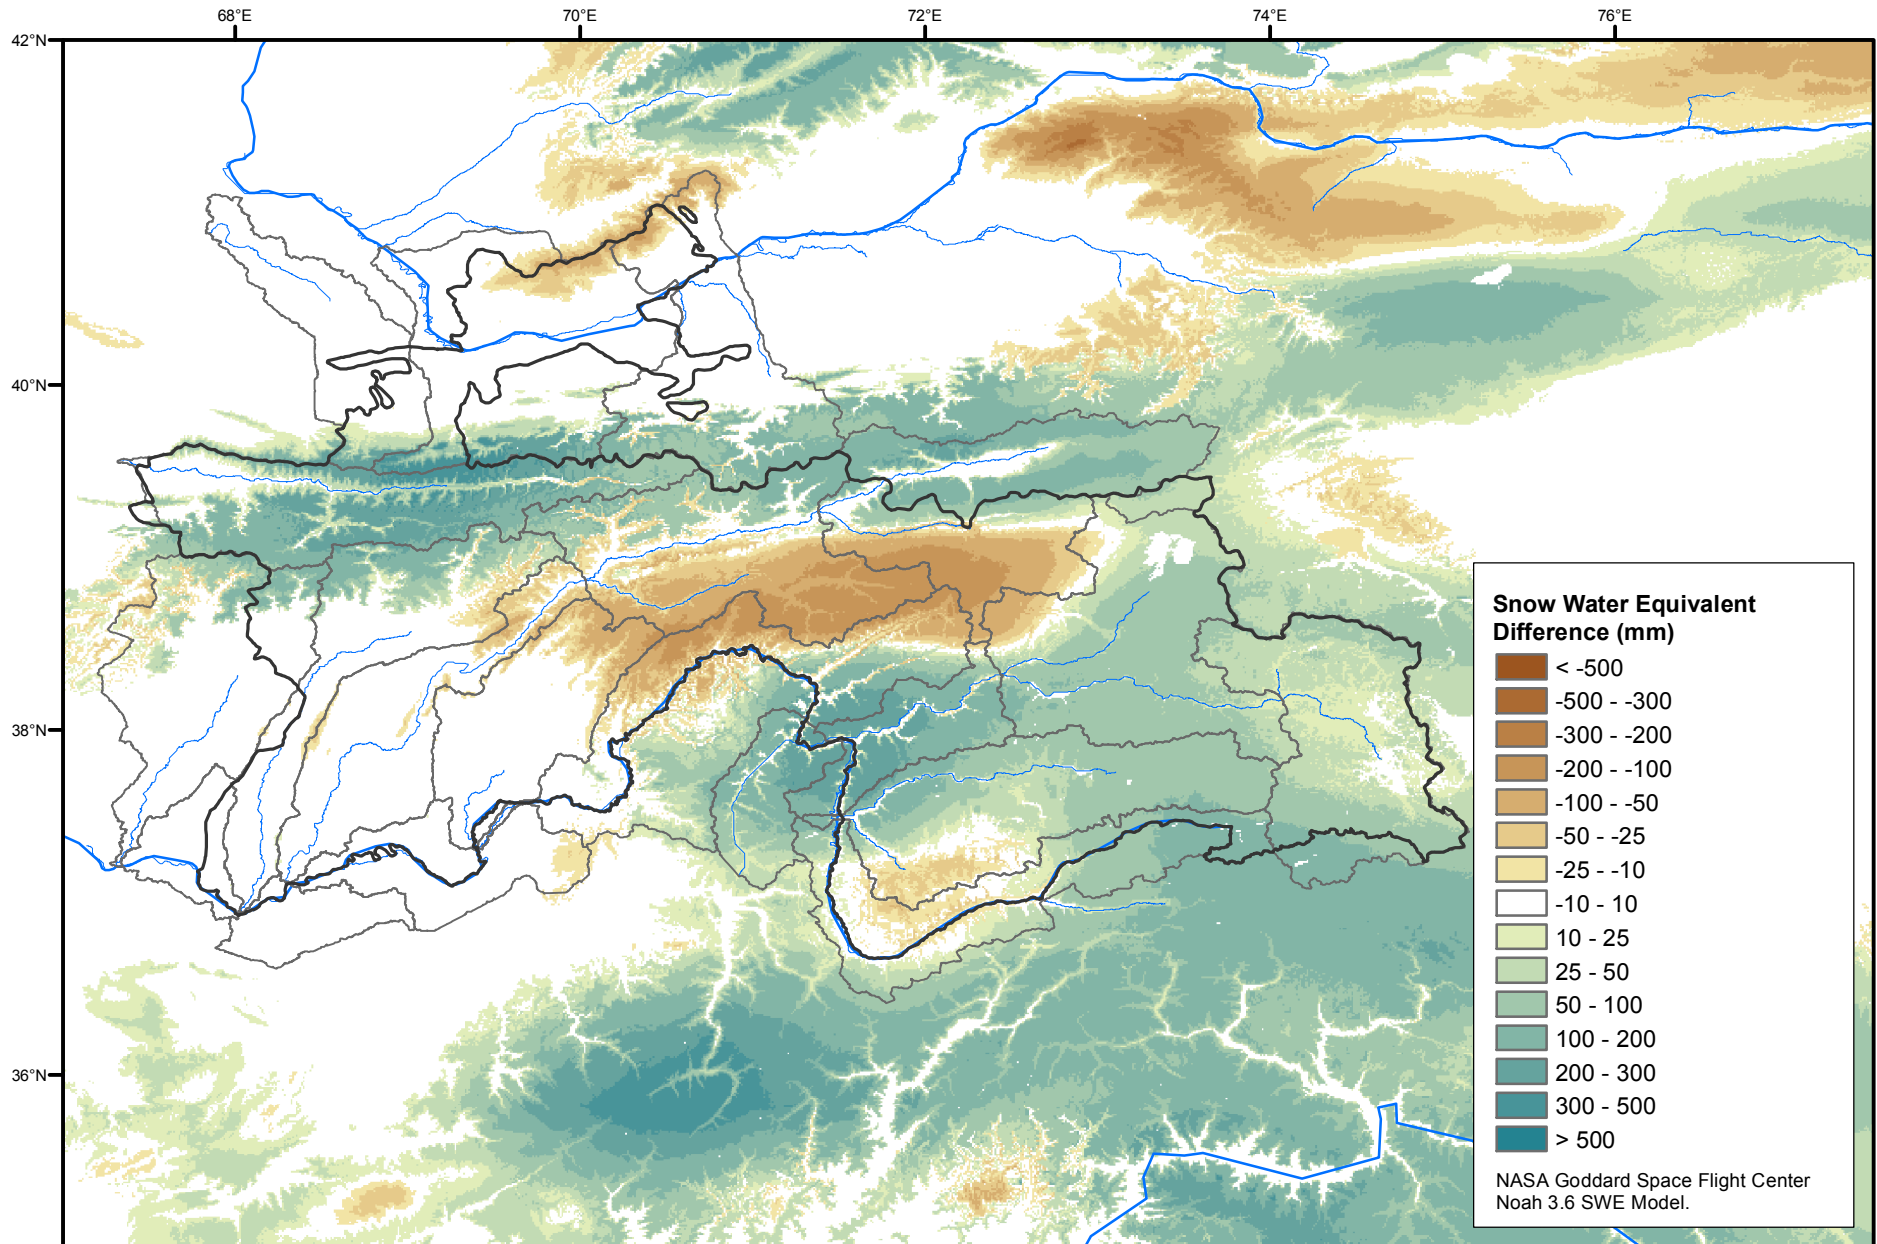 68°E 70°E 72°E 74°E 76°E
42°N
40°N
38°N
36°N
Snow Water Equivalent
Difference (mm)
< -500
-500 - -300
-300 - -200
-200 - -100
-100 - -50
-50 - -25
-25 - -10
-10 - 10
10 - 25
25 - 50
50 - 100
100 - 200
200 - 300
300 - 500
> 500
NASA Goddard Space Flight Center
Noah 3.6 SWE Model.